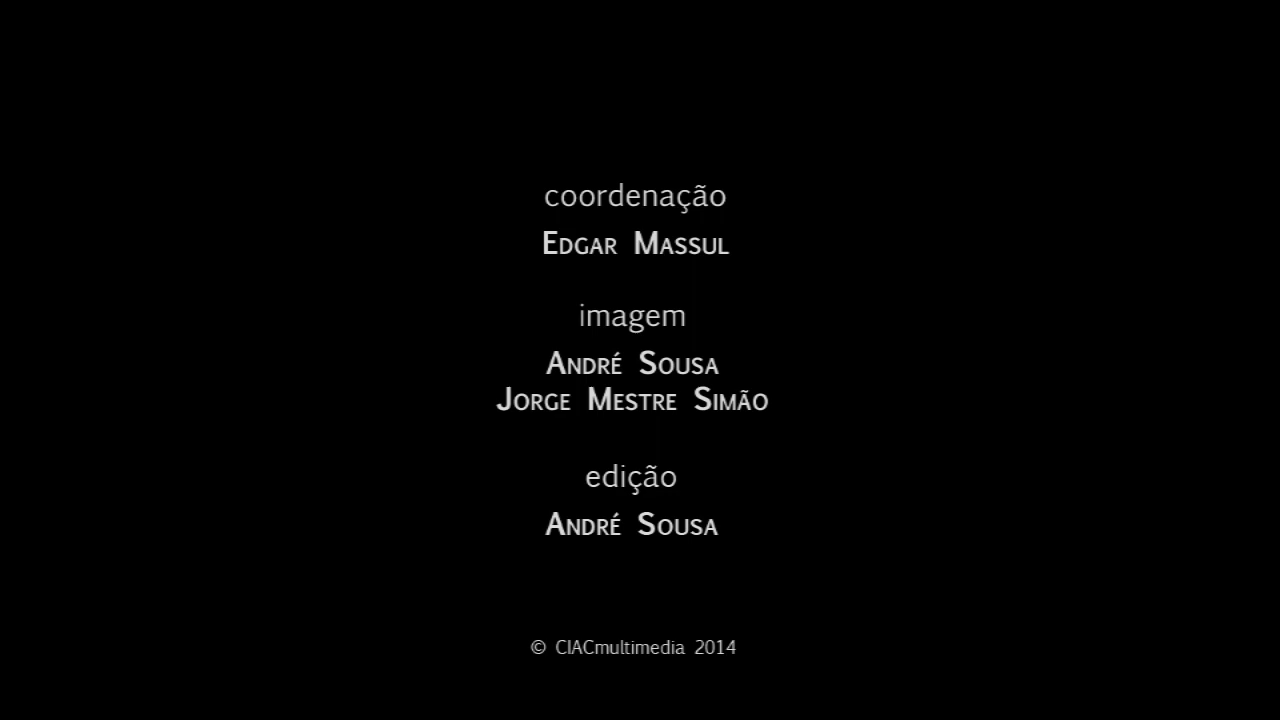 coordenação
Edgar Massul
imagem
André Sousa
Jorge Mestre Simão
edição
André Sousa
© CIACmultimedia 2014